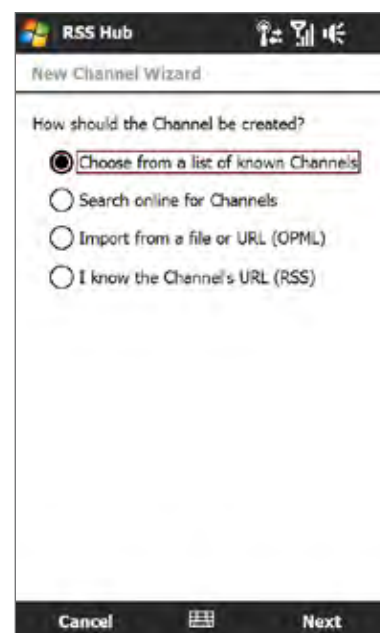 RSS Hub
New Channel Wizard
How should the Channel be created?
Choose from a list of known Channels
Search online for Channels
Import from a file or URL (OPML)
I know the Channel's URL (RSS)
Cancel Next